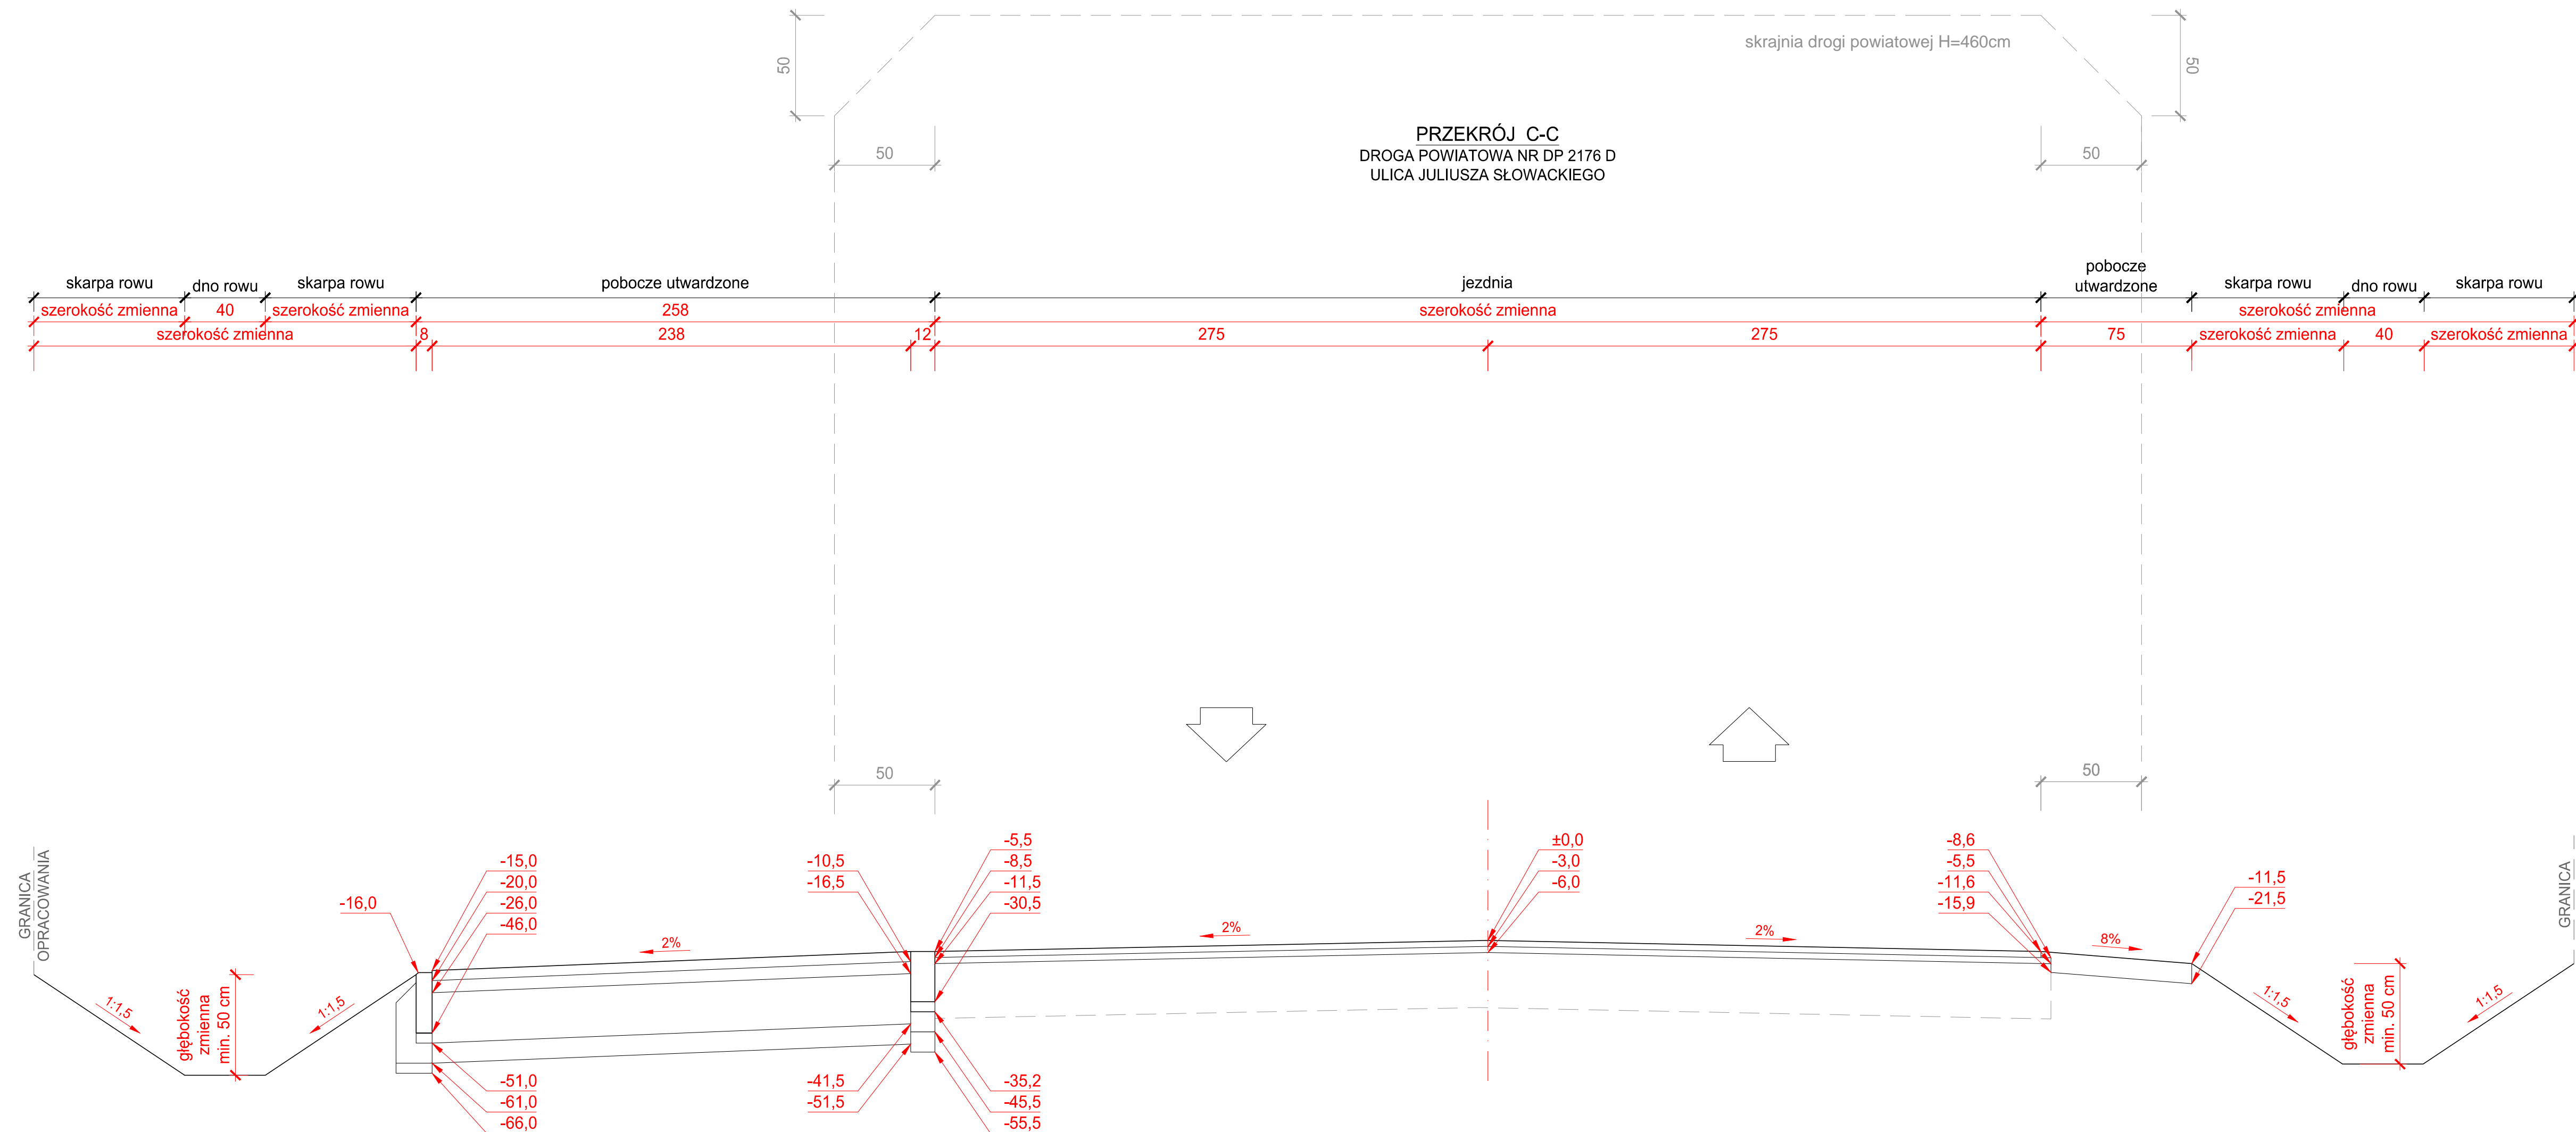 50
skrajnia drogi powiatowej H=460cm
50
PRZEKRÓJ C-C
DROGA POWIATOWA NR DP 2176 D
ULICA JULIUSZA SŁOWACKIEGO
50
50
skarpa rowu
dno rowu
skarpa rowu
pobocze utwardzone
jezdnia
pobocze
utwardzone
skarpa rowu
dno rowu
skarpa rowu
szerokość zmienna
40
szerokość zmienna
258
szerokość zmienna
szerokość zmienna
szerokość zmienna
8
238
12
275
275
75
szerokość zmienna
40
szerokość zmienna
50
50
GRANICA
OPRACOWANIA
-16,0
-15,0
-20,0
-26,0
-46,0
-10,5
-16,5
-5,5
-8,5
-11,5
-30,5
±0,0
-3,0
-6,0
-8,6
-5,5
-11,6
-15,9
-11,5
-21,5
GRANICA
2%
2%
2%
8%
1:1,5
głębokość
zmienna
min. 50 cm
1:1,5
1:1,5
głębokość
zmienna
min. 50 cm
1:1,5
-51,0
-61,0
-66,0
-41,5
-51,5
-35,2
-45,5
-55,5